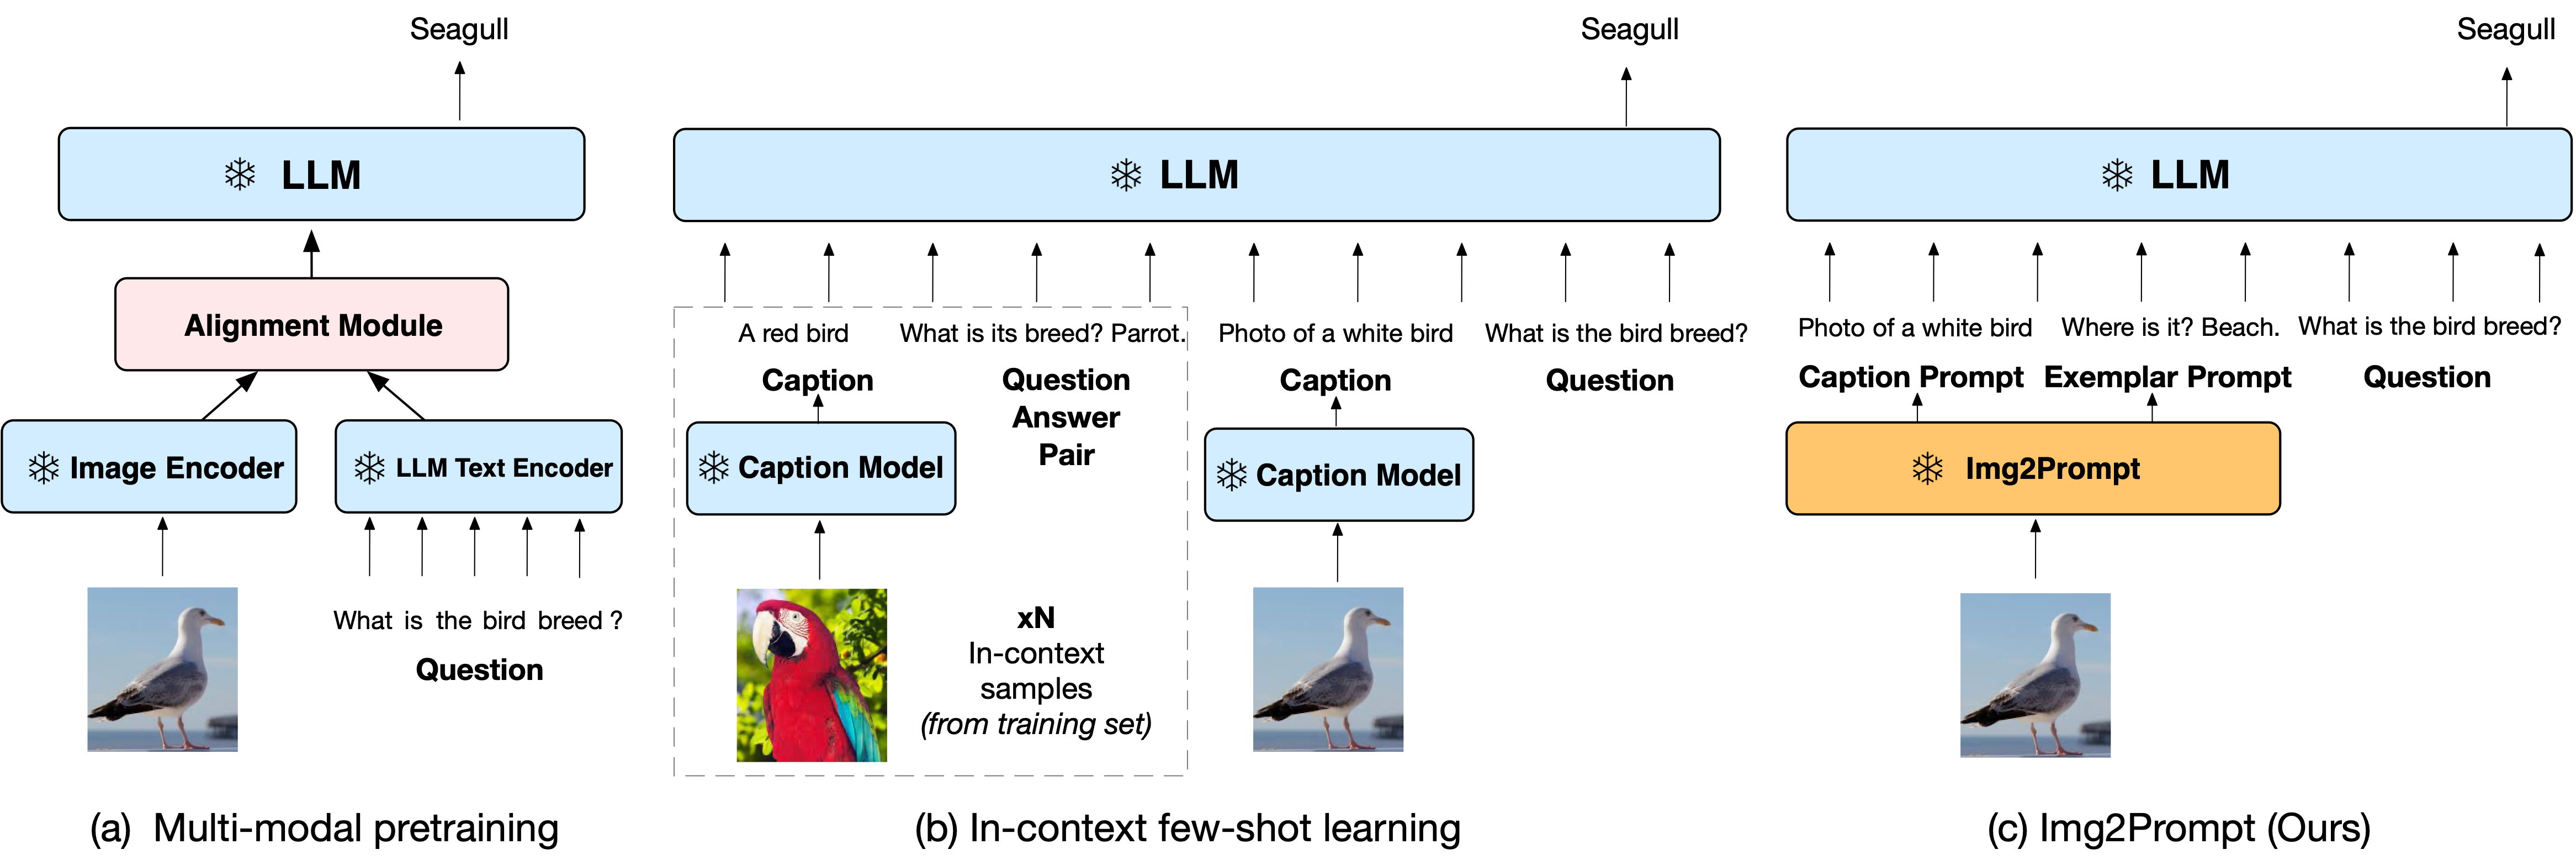 Seagull
LLM
Alignment Module
Image Encoder
LLM Text Encoder
What is the bird breed ?
Question
(a) Multi-modal pretraining
Seagull
LLM
A red bird
What is its breed? Parrot.
Photo of a white bird
What is the bird breed?
Caption
Question
Answer
Pair
Caption
Question
Caption Model
Caption Model
xN
In-context
samples
(from training set)
(b) In-context few-shot learning
Seagull
LLM
Photo of a white bird
Where is it? Beach.
What is the bird breed?
Caption Prompt
Exemplar Prompt
Question
Img2Prompt
(c) Img2Prompt (Ours)